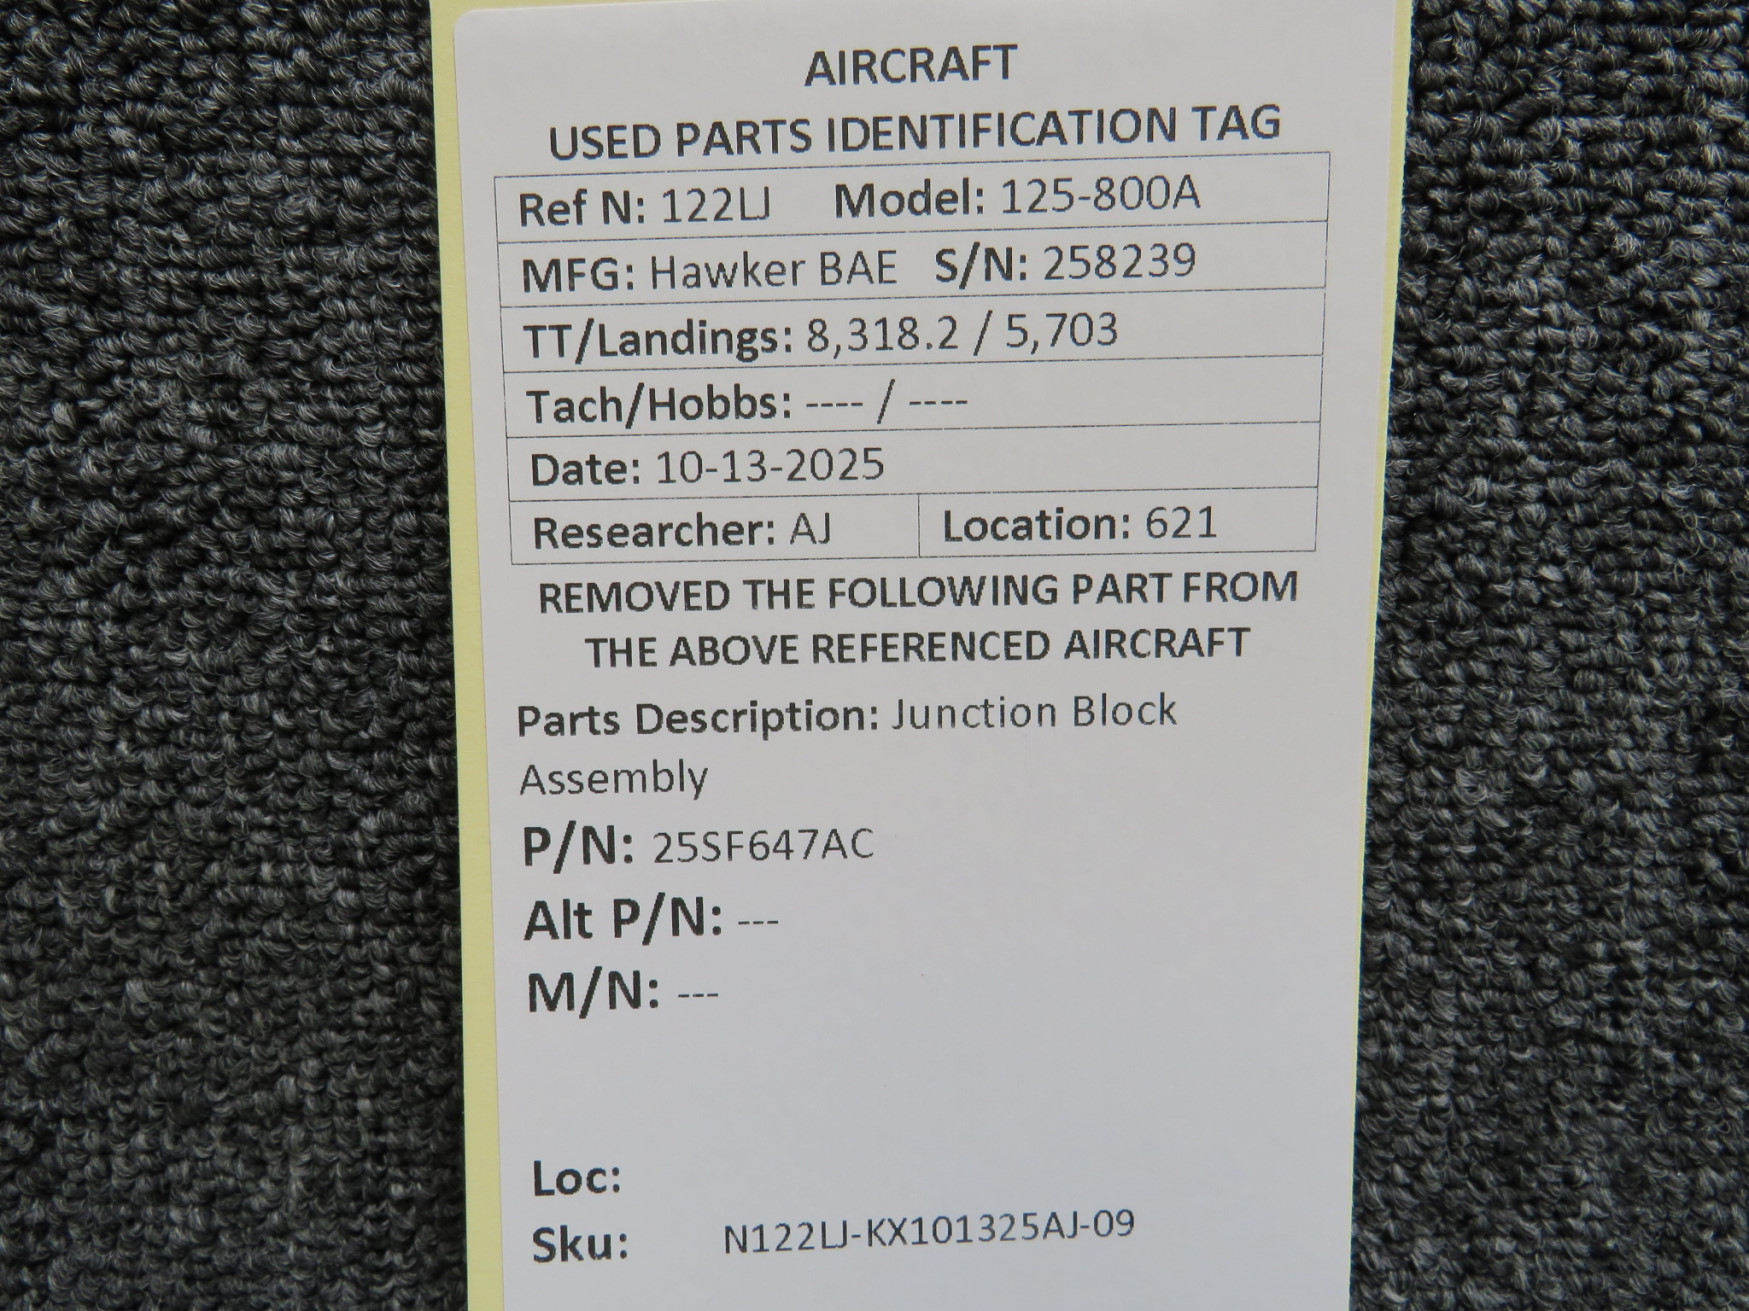 AIRCRAFT
USED PARTS IDENTIFICATION TAG
Ref N: 122LJ Model: 125-800A
MFG: Hawker BAE S/N: 258239
TT/Landings: 8,318.2 / 5,703
Tach/Hobbs: ---- / ----
Date: 10-13-2025
Researcher: AJ Location: 621
REMOVED THE FOLLOWING PART FROM
THE ABOVE REFERENCED AIRCRAFT
Parts Description: Junction Block
Assembly
P/N: 25SF647AC
Alt P/N: ---
M/N: ---
Loc:
Sku: N122LJ-KX101325AJ-09